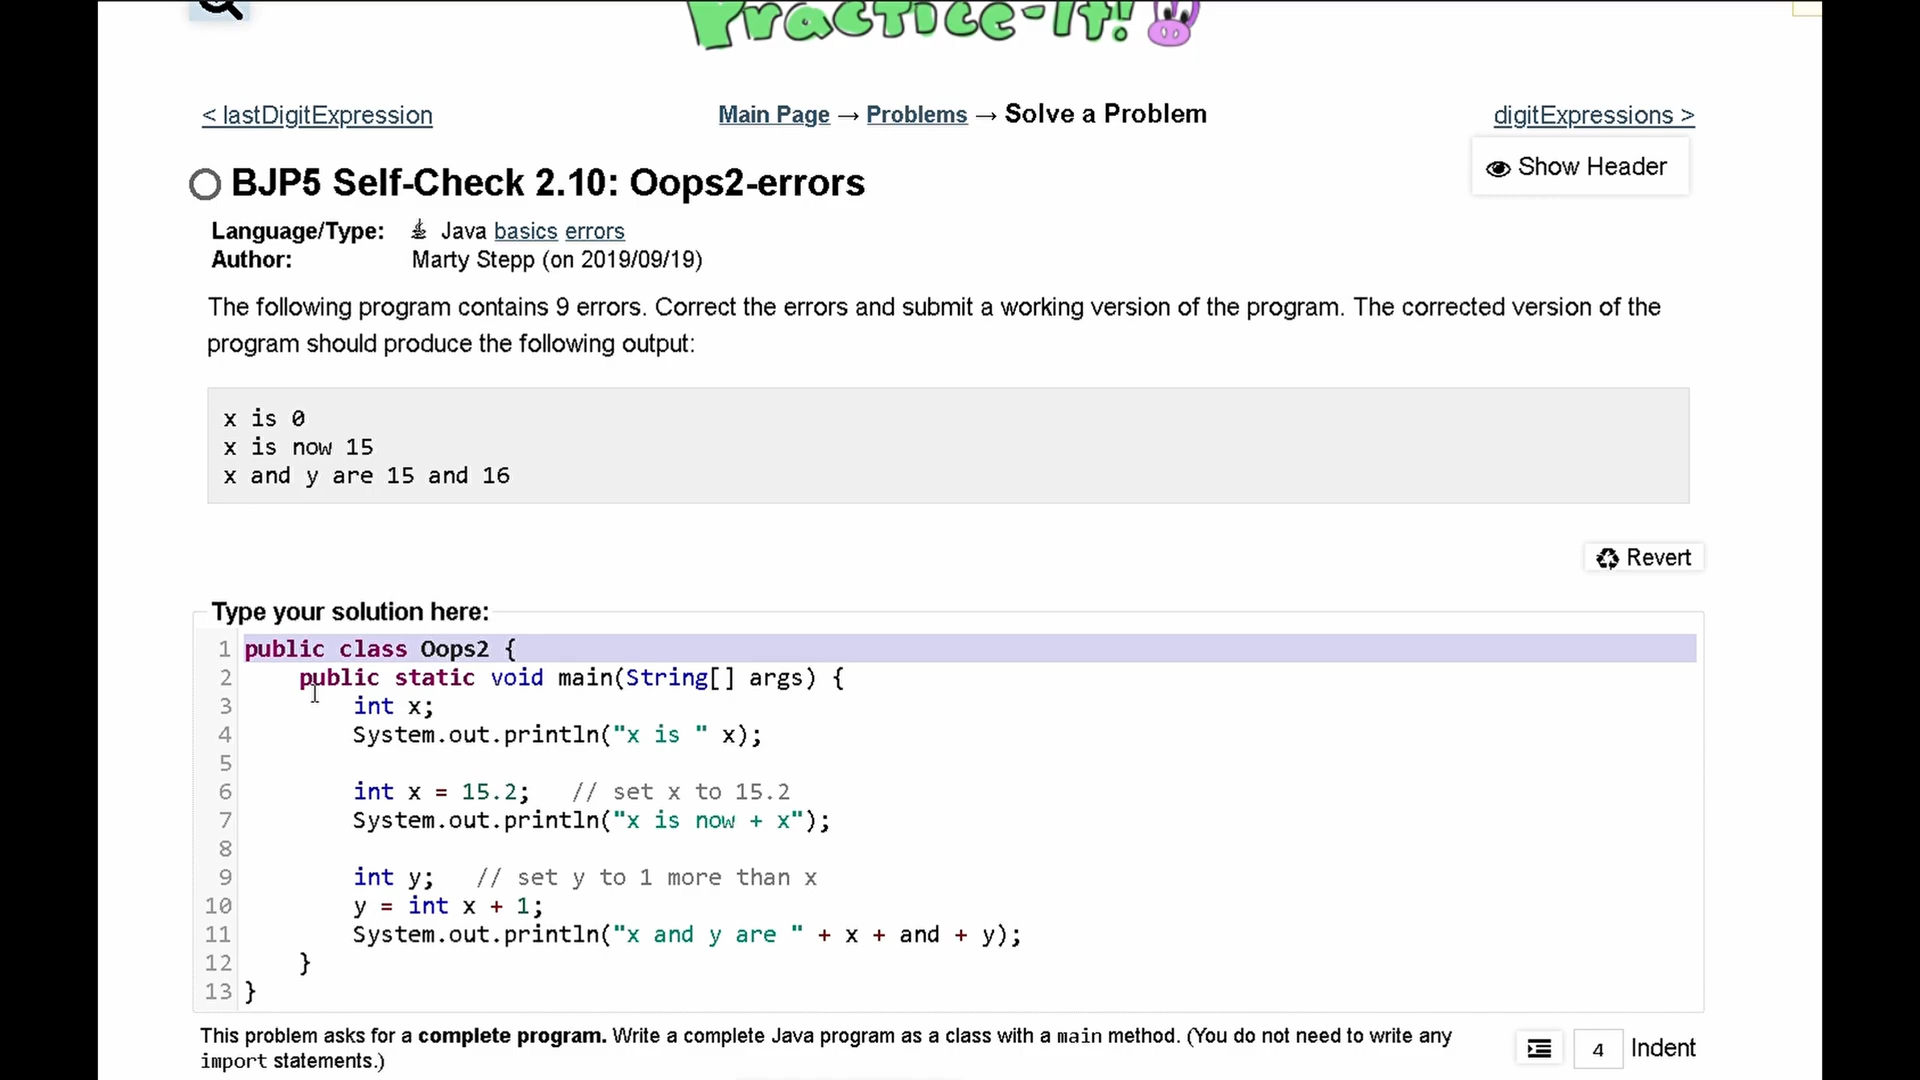 Practice-It!
< lastDigitExpression
Main Page → Problems → Solve a Problem
digitExpressions >
Show Header
BJP5 Self-Check 2.10: Oops2-errors
Language/Type: Java basics errors
Author: Marty Stepp (on 2019/09/19)
The following program contains 9 errors. Correct the errors and submit a working version of the program. The corrected version of the
program should produce the following output:
x is 0
x is now 15
x and y are 15 and 16
Revert
Type your solution here:
1 public class Oops2 {
2     public static void main(String[] args) {
3         int x;
4         System.out.println("x is " x);
5
6         int x = 15.2;   // set x to 15.2
7         System.out.println("x is now + x");
8
9         int y;   // set y to 1 more than x
10         y = int x + 1;
11         System.out.println("x and y are " + x + and + y);
12     }
13 }
This problem asks for a complete program. Write a complete Java program as a class with a main method. (You do not need to write any
import statements.)
4 Indent